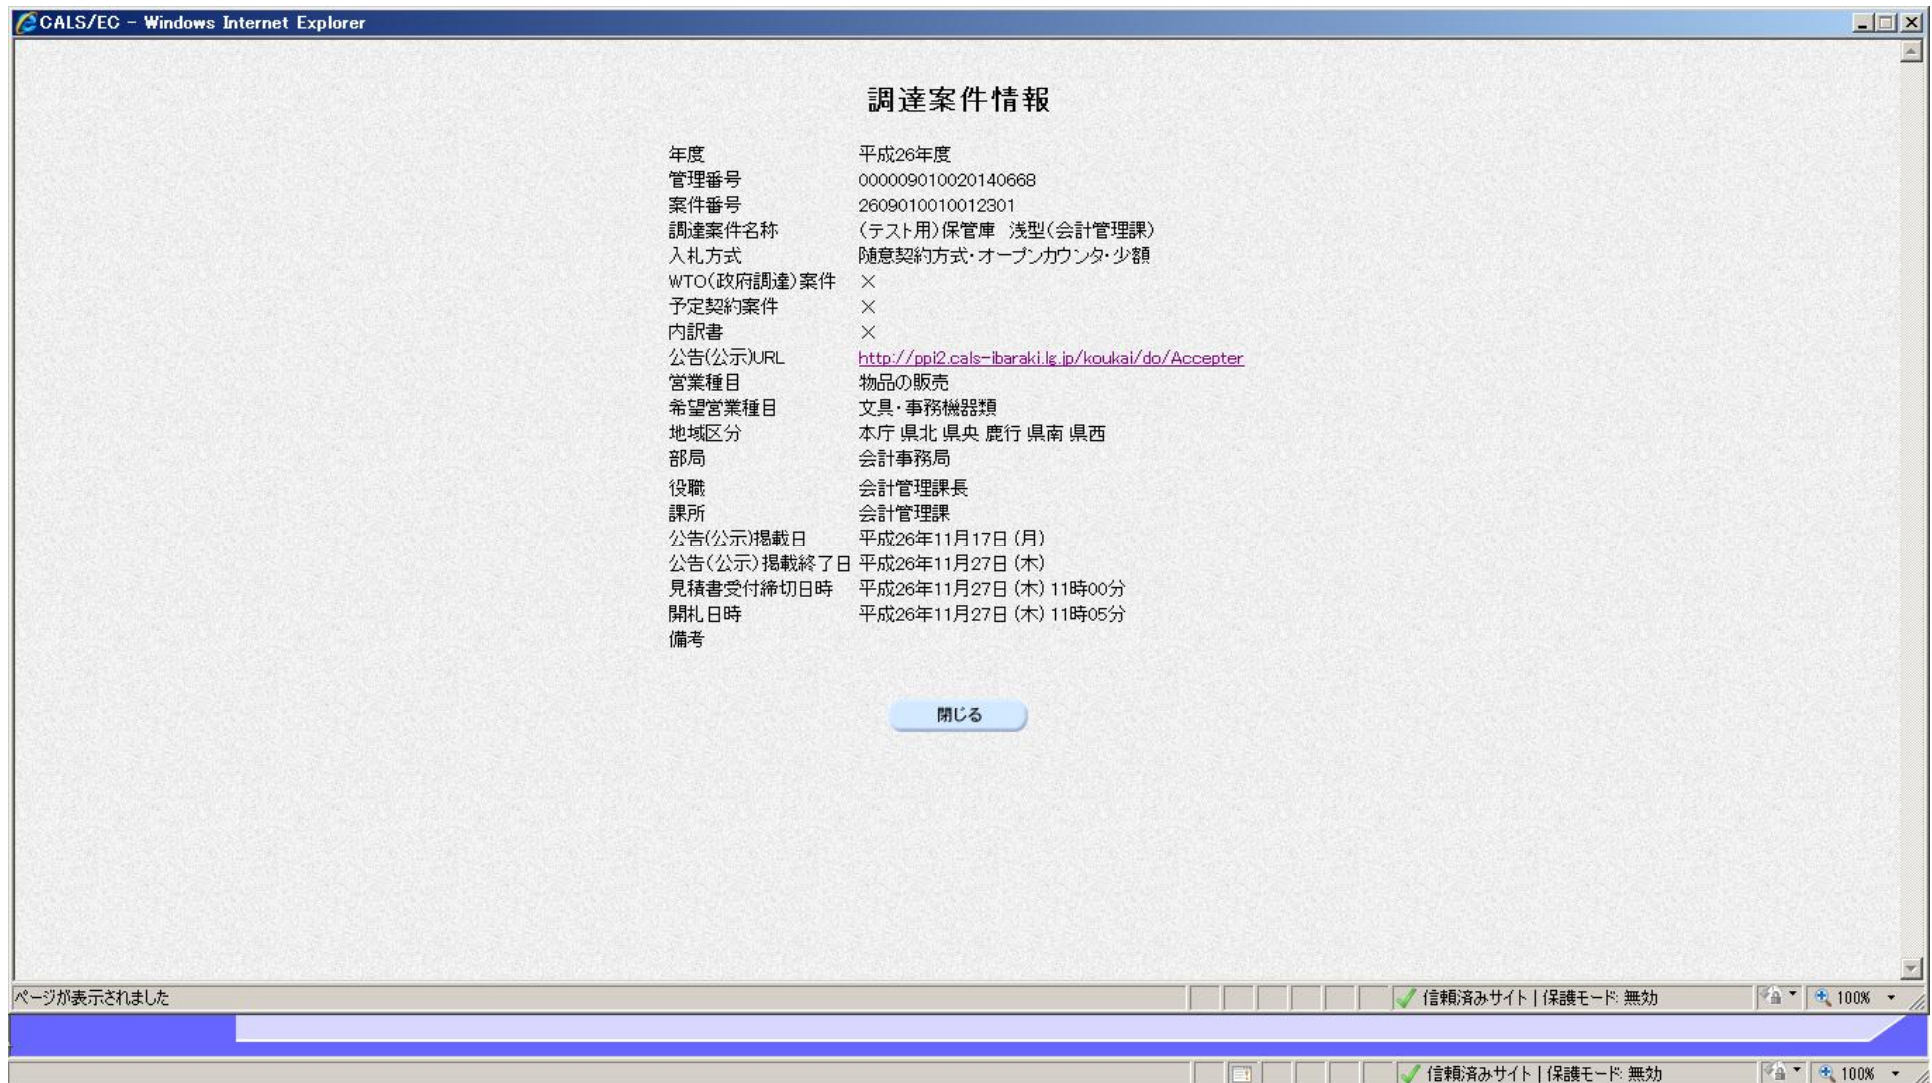 CALS/EC - Windows Internet Explorer
調達案件情報
年度 平成26年度
管理番号 000009010020140668
案件番号 2609010010012301
調達案件名称 (テスト用)保管庫 浅型(会計管理課)
入札方式 随意契約方式・オープンカウンタ・少額
WTO(政府調達)案件 ×
予定契約案件 ×
内訳書 ×
公告(公示)URL http://ppi2.cals-ibaraki.lg.jp/koukai/do/Accepter
営業種目 物品の販売
希望営業種目 文具・事務機器類
地域区分 本庁 県北 県央 鹿行 県南 県西
部局 会計事務局
役職 会計管理課長
課所 会計管理課
公告(公示)掲載日 平成26年11月17日 (月)
公告(公示)掲載終了日 平成26年11月27日 (木)
見積書受付締切日時 平成26年11月27日 (木) 11時00分
開札日時 平成26年11月27日 (木) 11時05分
備考
閉じる
ページが表示されました 信頼済みサイト | 保護モード: 無効 100%
信頼済みサイト | 保護モード: 無効 100%